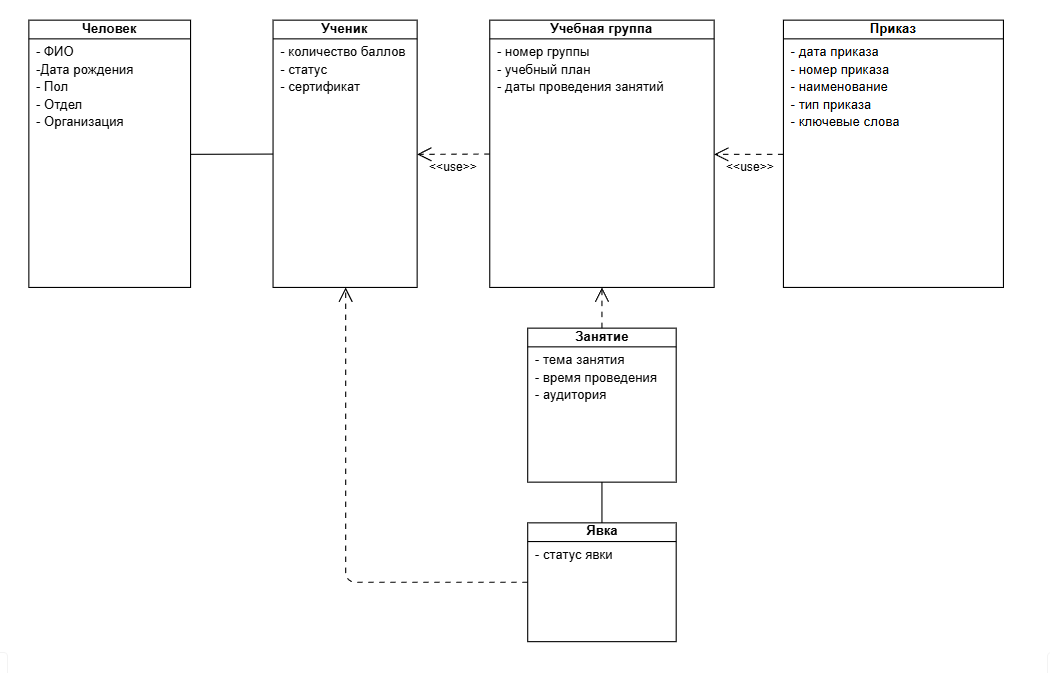 Человек
- ФИО
-Дата рождения
- Пол
- Отдел
- Организация
Ученик
- количество баллов
- статус
- сертификат
Учебная группа
- номер группы
- учебный план
- даты проведения занятий
Приказ
- дата приказа
- номер приказа
- наименование
- тип приказа
- ключевые слова
<<use>>
<<use>>
Занятие
- тема занятия
- время проведения
- аудитория
Явка
- статус явки